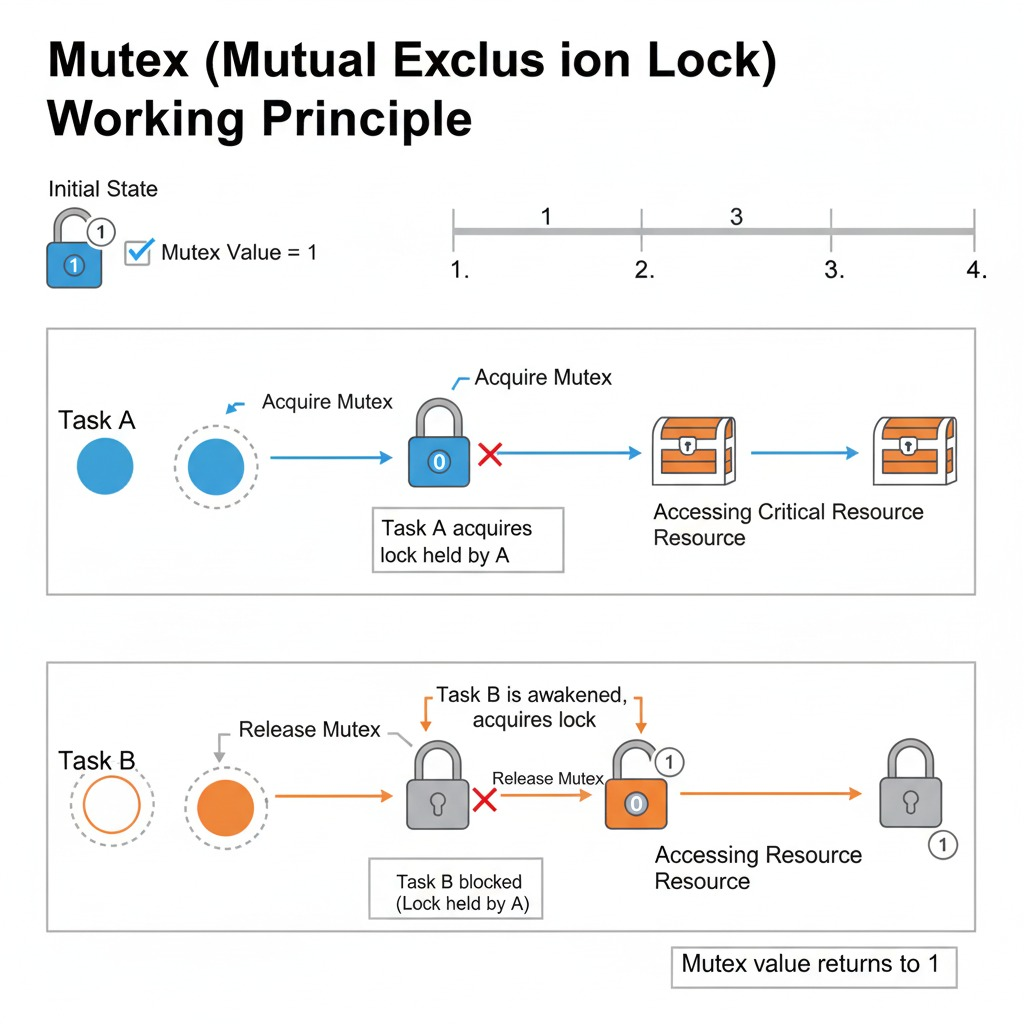 Mutex (Mutual Exclus ion Lock)
Working Principle
Initial State
1
1
Mutex Value = 1
1
3
1.
2.
3.
4.
Task A
Acquire Mutex
Acquire Mutex
0
Task A acquires
lock held by A
Accessing Critical Resource
Resource
Task B
Release Mutex
Task B is awakened,
acquires lock
Release Mutex
1
0
Task B blocked
(Lock held by A)
Accessing Resource
Resource
1
Mutex value returns to 1